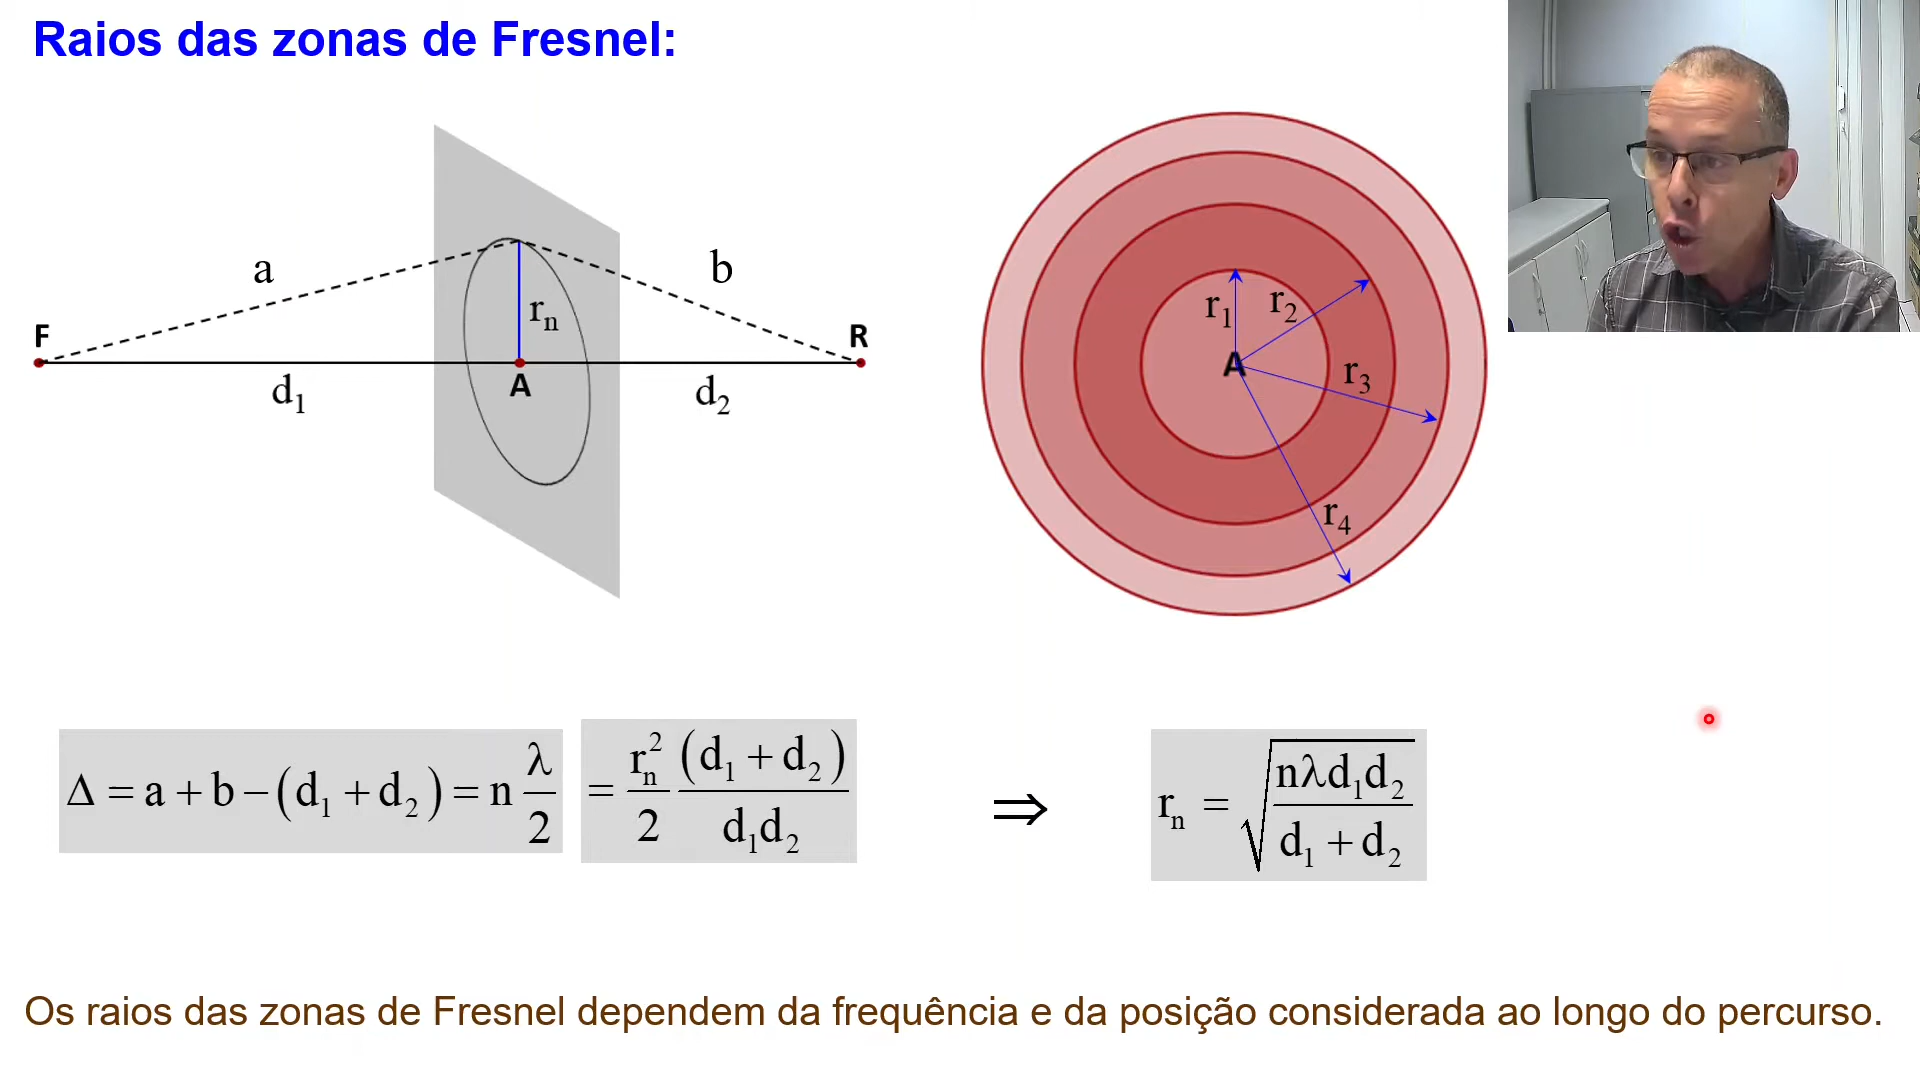 Raios das zonas de Fresnel:
a
b
F
R
rₙ
A
d₁
d₂
r₁
r₂
A
r₃
r₄
Δ = a + b − (d₁ + d₂) = n λ/2 = rₙ²/2 (d₁ + d₂)/d₁d₂ ⇒ rₙ = √(nλd₁d₂/(d₁ + d₂))
Os raios das zonas de Fresnel dependem da frequência e da posição considerada ao longo do percurso.